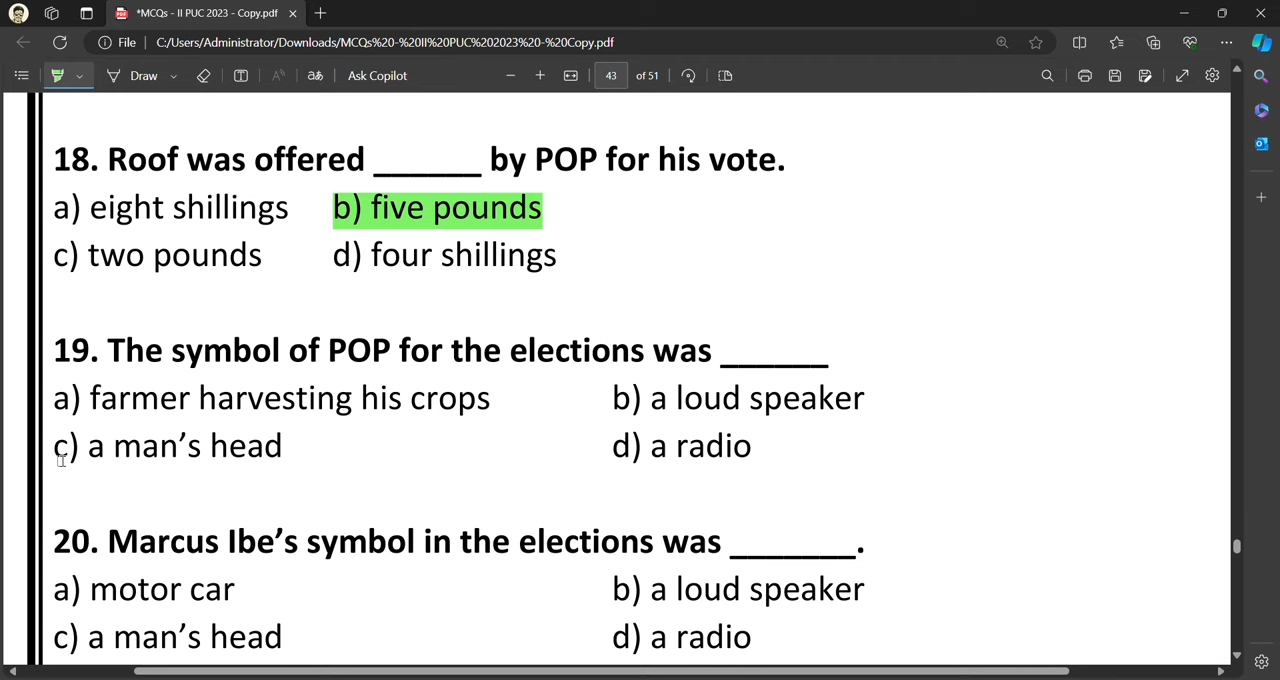 *MCQs - II PUC 2023 - Copy.pdf
File C:/Users/Administrator/Downloads/MCQs%20-%20II%20PUC%202023%20-%20Copy.pdf
Draw Ask Copilot 43 of 51
18. Roof was offered ______ by POP for his vote.
a) eight shillings b) five pounds
c) two pounds d) four shillings
19. The symbol of POP for the elections was ______
a) farmer harvesting his crops b) a loud speaker
c) a man’s head d) a radio
20. Marcus Ibe’s symbol in the elections was _______.
a) motor car b) a loud speaker
c) a man’s head d) a radio